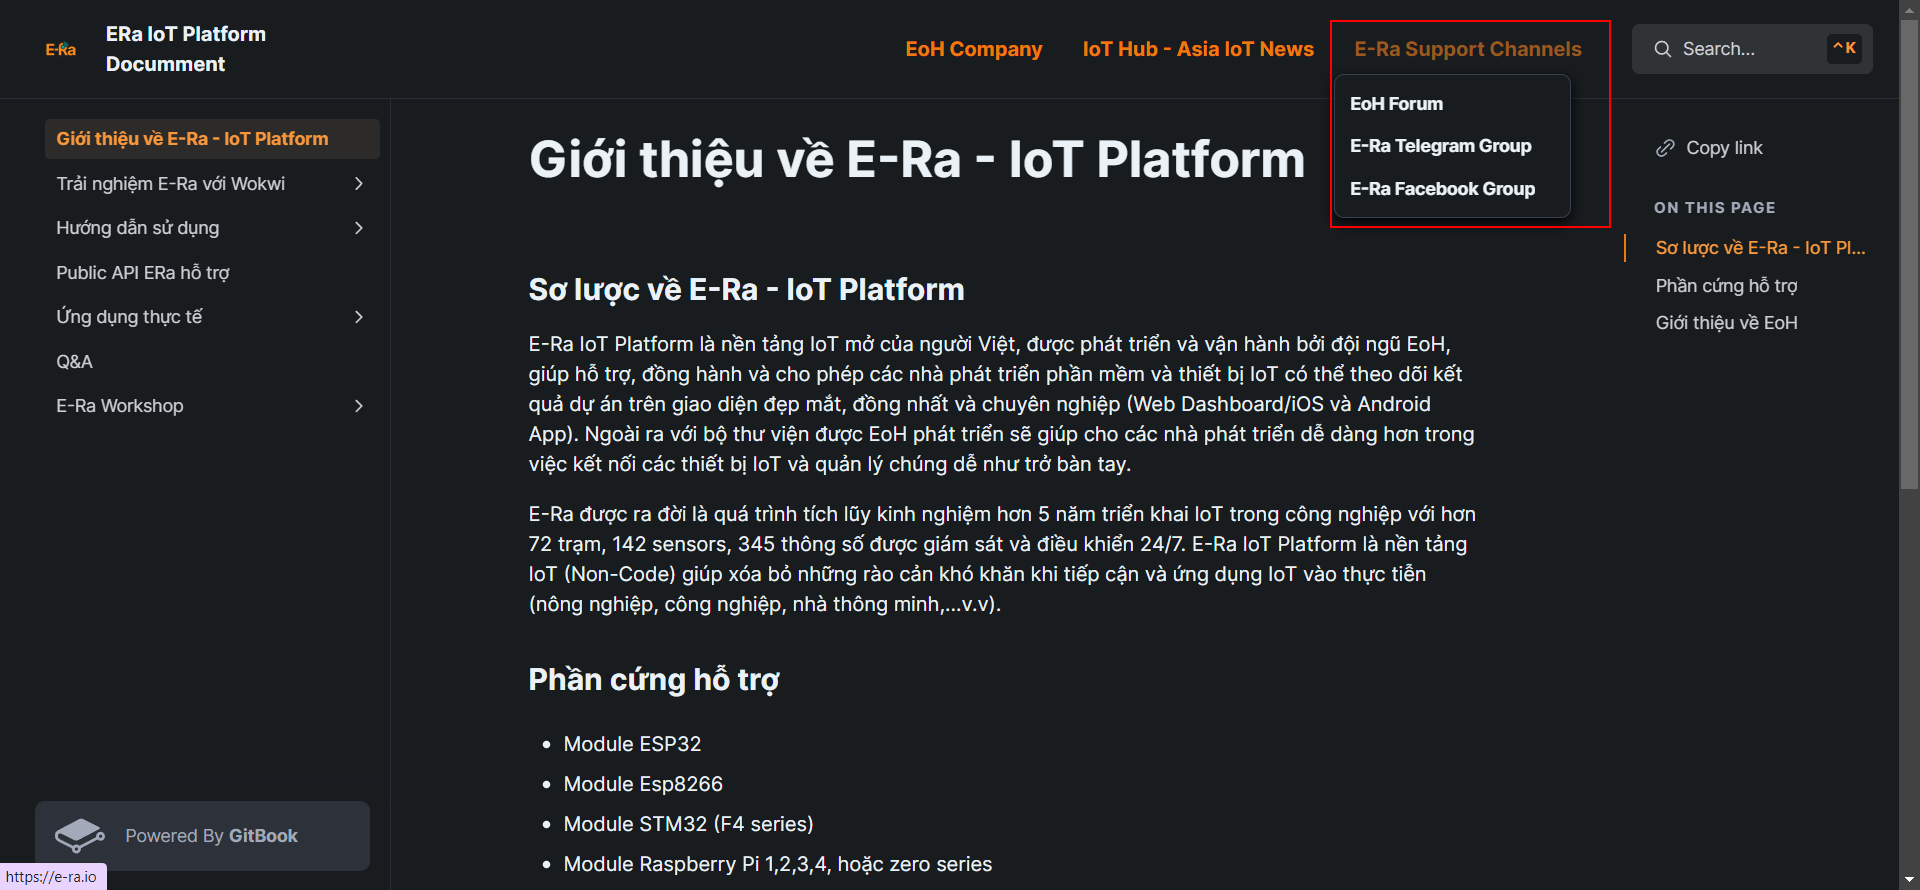 E-Ra
ERa IoT Platform
Documment
EoH Company
IoT Hub - Asia IoT News
E-Ra Support Channels
Search...
^K
EoH Forum
E-Ra Telegram Group
E-Ra Facebook Group
Giới thiệu về E-Ra - IoT Platform
Trải nghiệm E-Ra với Wokwi
Hướng dẫn sử dụng
Public API ERa hỗ trợ
Ứng dụng thực tế
Q&A
E-Ra Workshop
Powered By GitBook
https://e-ra.io
Giới thiệu về E-Ra - IoT Platform
Sơ lược về E-Ra - IoT Platform
E-Ra IoT Platform là nền tảng IoT mở của người Việt, được phát triển và vận hành bởi đội ngũ EoH,
giúp hỗ trợ, đồng hành và cho phép các nhà phát triển phần mềm và thiết bị IoT có thể theo dõi kết
quả dự án trên giao diện đẹp mắt, đồng nhất và chuyên nghiệp (Web Dashboard/iOS và Android
App). Ngoài ra với bộ thư viện được EoH phát triển sẽ giúp cho các nhà phát triển dễ dàng hơn trong
việc kết nối các thiết bị IoT và quản lý chúng dễ như trở bàn tay.
E-Ra được ra đời là quá trình tích lũy kinh nghiệm hơn 5 năm triển khai IoT trong công nghiệp với hơn
72 trạm, 142 sensors, 345 thông số được giám sát và điều khiển 24/7. E-Ra IoT Platform là nền tảng
IoT (Non-Code) giúp xóa bỏ những rào cản khó khăn khi tiếp cận và ứng dụng IoT vào thực tiễn
(nông nghiệp, công nghiệp, nhà thông minh,...v.v).
Phần cứng hỗ trợ
Module ESP32
Module Esp8266
Module STM32 (F4 series)
Module Raspberry Pi 1,2,3,4, hoặc zero series
Copy link
ON THIS PAGE
Sơ lược về E-Ra - IoT Pl...
Phần cứng hỗ trợ
Giới thiệu về EoH